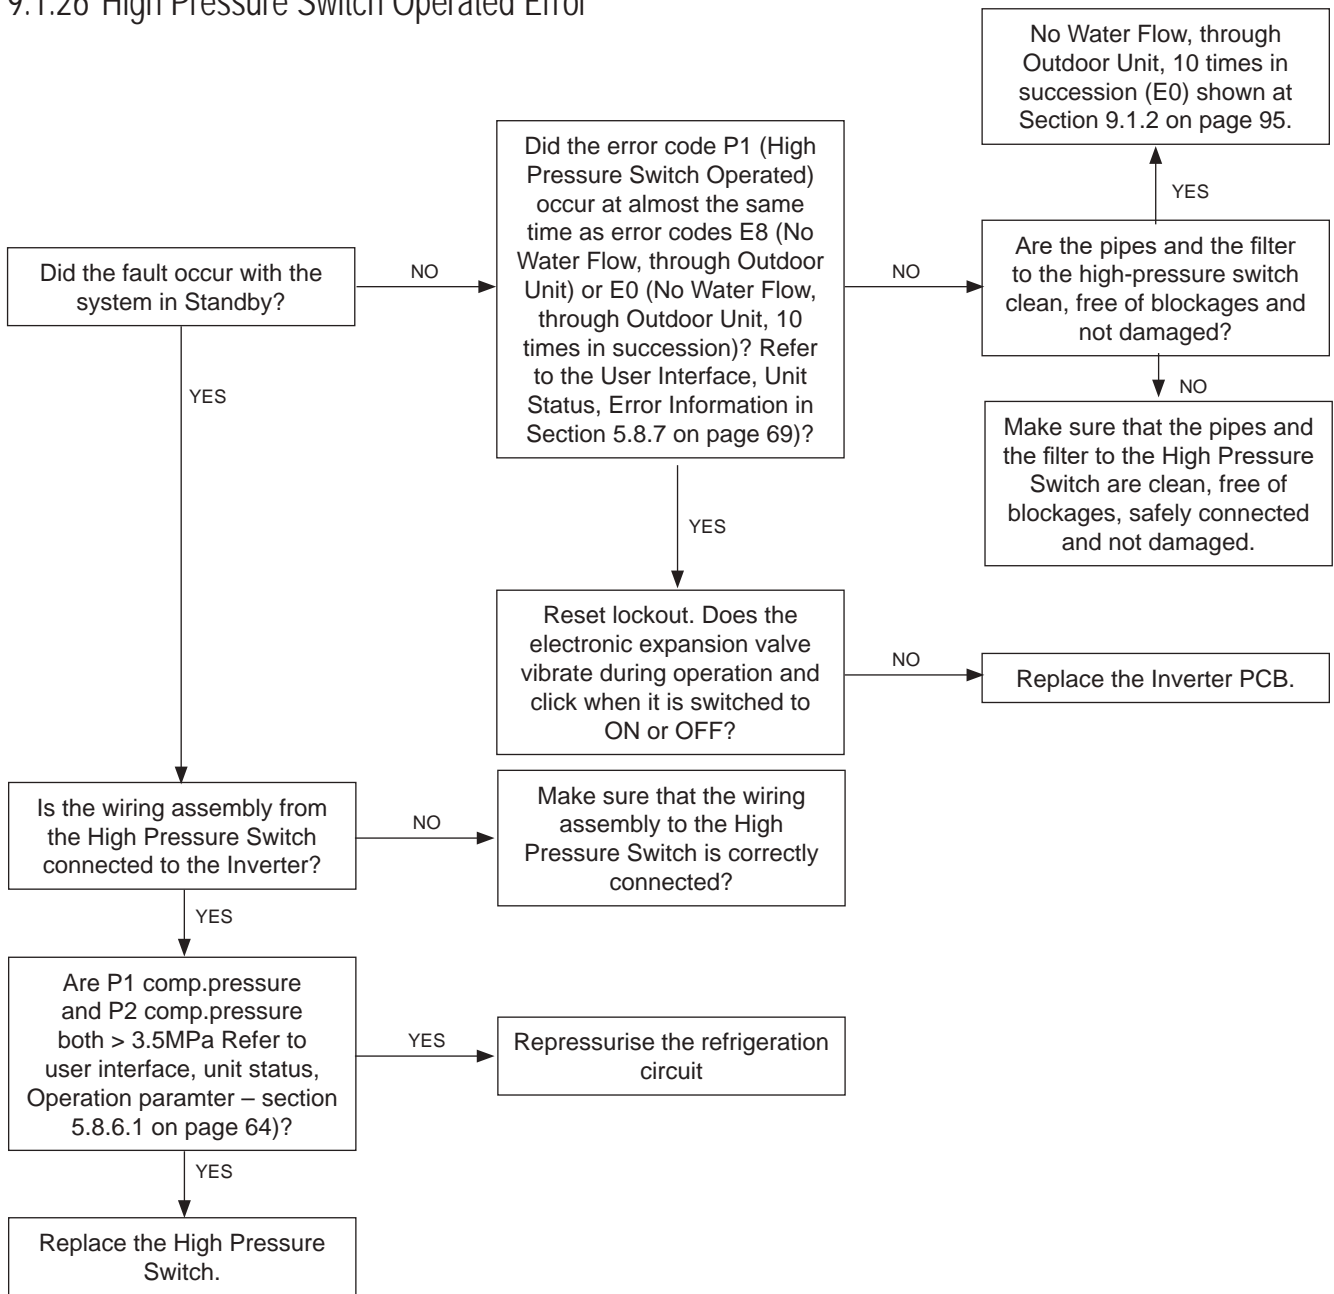 9.1.26 High Pressure Switch Operated Error
No Water Flow, through
Outdoor Unit, 10 times in
succession (E0) shown at
Section 9.1.2 on page 95.
YES
Did the fault occur with the
system in Standby?
NO
Did the error code P1 (High
Pressure Switch Operated)
occur at almost the same
time as error codes E8 (No
Water Flow, through Outdoor
Unit) or E0 (No Water Flow,
through Outdoor Unit, 10
times in succession)? Refer
to the User Interface, Unit
Status, Error Information in
Section 5.8.7 on page 69)?
NO
Are the pipes and the filter
to the high-pressure switch
clean, free of blockages and
not damaged?
NO
Make sure that the pipes and
the filter to the High Pressure
Switch are clean, free of
blockages, safely connected
and not damaged.
YES
YES
Reset lockout. Does the
electronic expansion valve
vibrate during operation and
click when it is switched to
ON or OFF?
NO
Replace the Inverter PCB.
Is the wiring assembly from
the High Pressure Switch
connected to the Inverter?
NO
Make sure that the wiring
assembly to the High
Pressure Switch is correctly
connected?
YES
Are P1 comp.pressure
and P2 comp.pressure
both > 3.5MPa Refer to
user interface, unit status,
Operation paramter – section
5.8.6.1 on page 64)?
YES
Repressurise the refrigeration
circuit
YES
Replace the High Pressure
Switch.